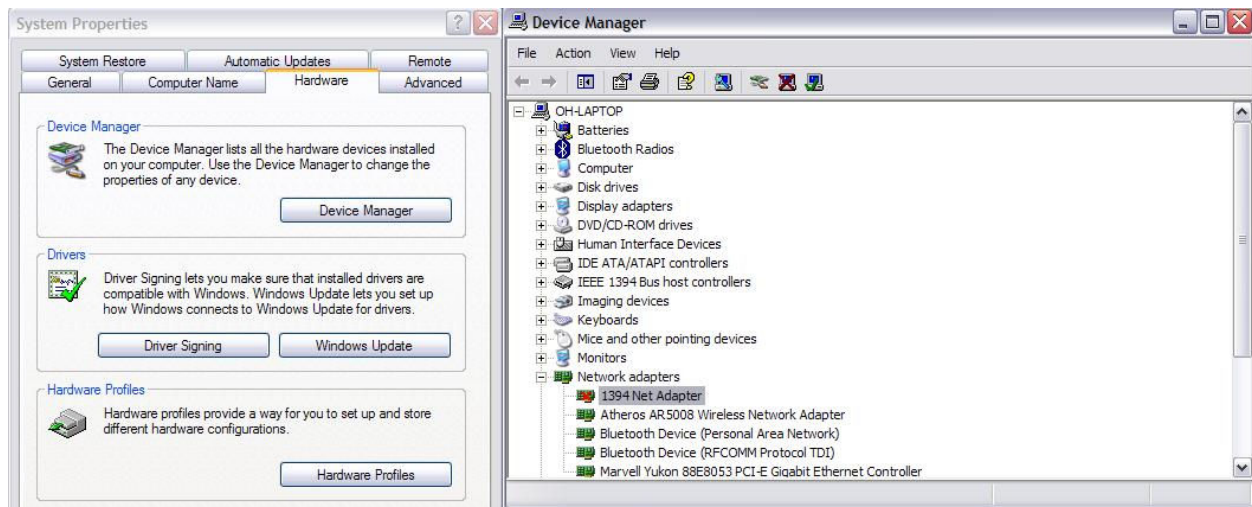 System Properties
System Restore
Automatic Updates
Remote
General
Computer Name
Hardware
Advanced
Device Manager
The Device Manager lists all the hardware devices installed
on your computer. Use the Device Manager to change the
properties of any device.
Device Manager
Drivers
Driver Signing lets you make sure that installed drivers are
compatible with Windows. Windows Update lets you set up
how Windows connects to Windows Update for drivers.
Driver Signing
Windows Update
Hardware Profiles
Hardware profiles provide a way for you to set up and store
different hardware configurations.
Hardware Profiles
Device Manager
File Action View Help
OH-LAPTOP
Batteries
Bluetooth Radios
Computer
Disk drives
Display adapters
DVD/CD-ROM drives
Human Interface Devices
IDE ATA/ATAPI controllers
IEEE 1394 Bus host controllers
Imaging devices
Keyboards
Mice and other pointing devices
Monitors
Network adapters
1394 Net Adapter
Atheros AR5008 Wireless Network Adapter
Bluetooth Device (Personal Area Network)
Bluetooth Device (RFCOMM Protocol TDI)
Marvell Yukon 88E8053 PCI-E Gigabit Ethernet Controller